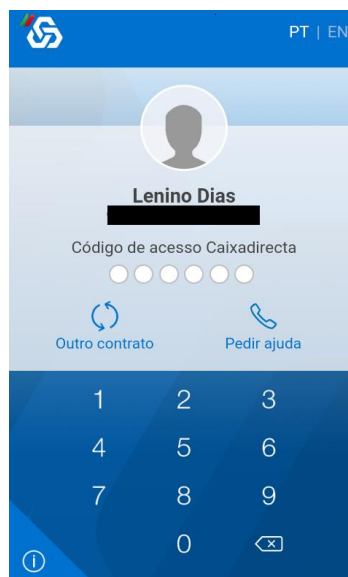 PT | EN
Lenino Dias
Código de acesso Caixadirecta
Outro contrato
Pedir ajuda
1 2 3
4 5 6
7 8 9
0